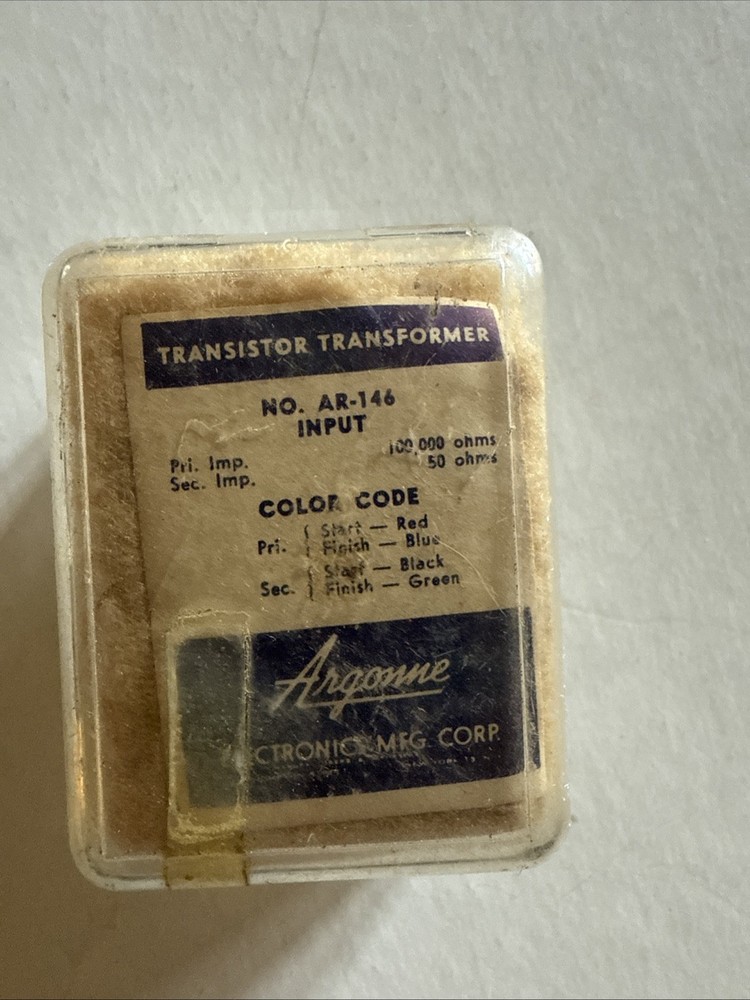 TRANSISTOR TRANSFORMER
NO. AR-146
INPUT
Pri. Imp. 100,000 ohms
Sec. Imp. 50 ohms
COLOR CODE
Pri. { Start — Red
Finish — Blue
Sec. { Start — Black
Finish — Green
Argonne
ELECTRONIC MFG. CORP.